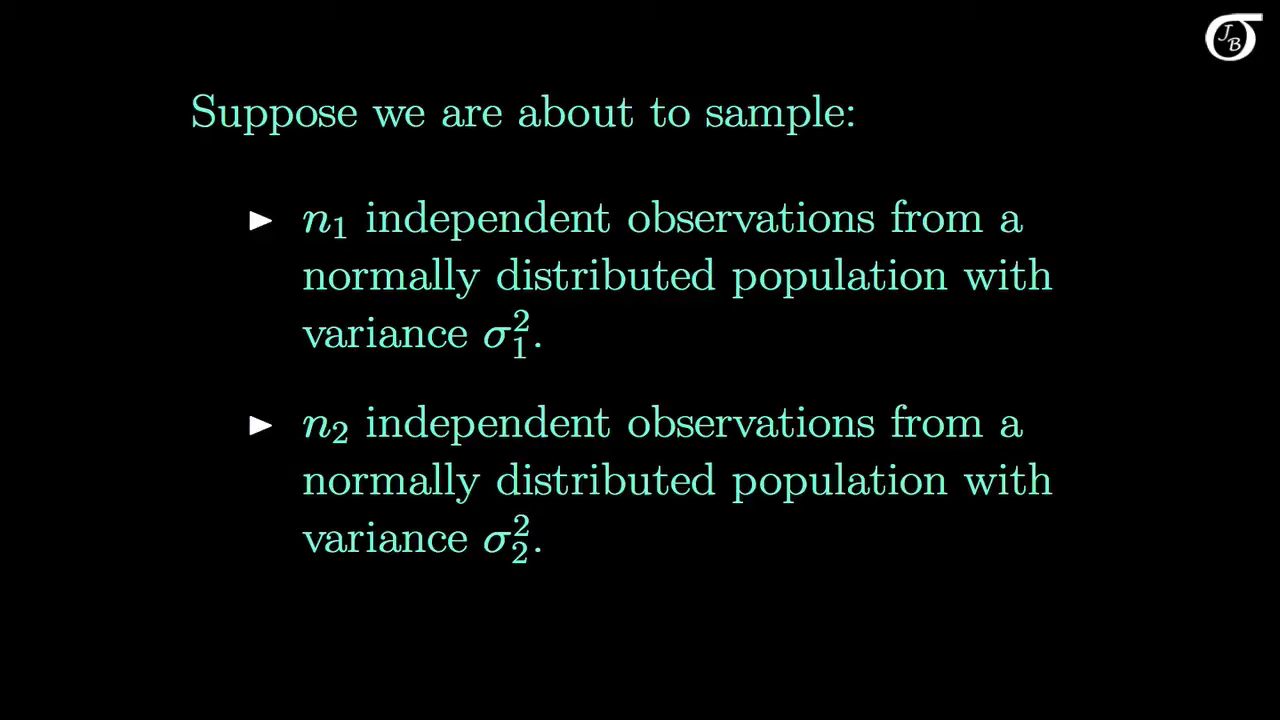 J
B
Suppose we are about to sample:
► n₁ independent observations from a
normally distributed population with
variance σ₁².
► n₂ independent observations from a
normally distributed population with
variance σ₂².